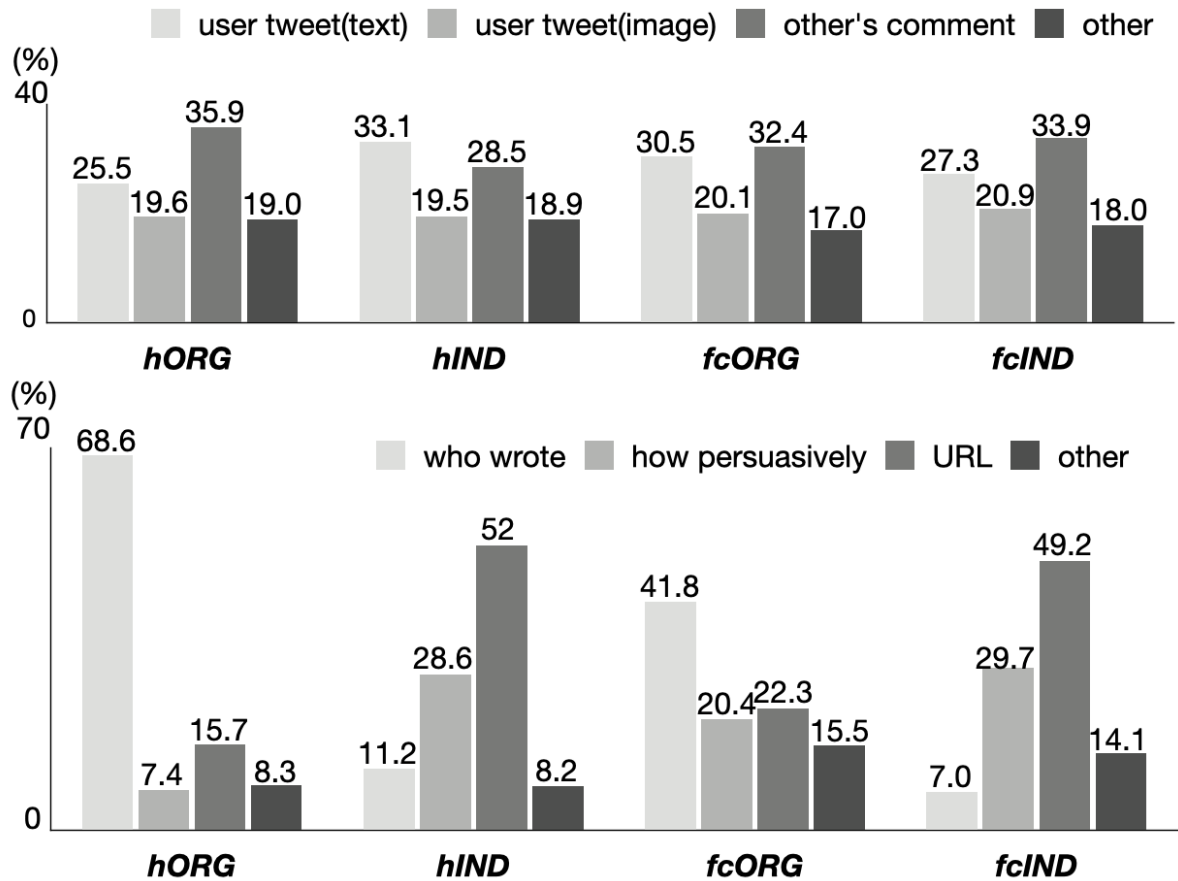 user tweet(text) user tweet(image) other's comment other
(%)
40
25.5 19.6 35.9 19.0 33.1 19.5 28.5 18.9 30.5 20.1 32.4 17.0 27.3 20.9 33.9 18.0
0
hORG hIND fcORG fcIND
(%)
70
who wrote how persuasively URL other
68.6 7.4 15.7 8.3 11.2 28.6 52 8.2 41.8 20.4 22.3 15.5 7.0 29.7 49.2 14.1
0
hORG hIND fcORG fcIND